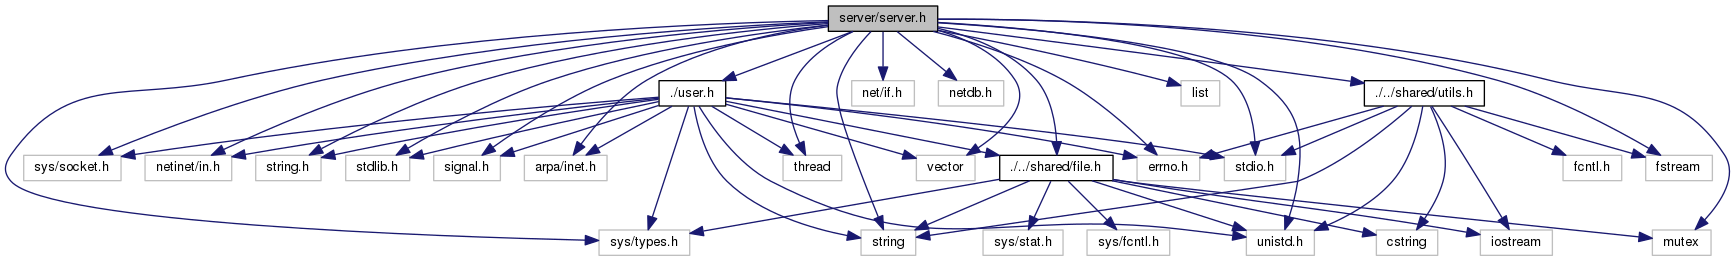 server/server.h
./user.h
net/if.h
netdb.h
list
./../shared/utils.h
sys/socket.h
netinet/in.h
string.h
stdlib.h
signal.h
arpa/inet.h
thread
vector
./../shared/file.h
errno.h
stdio.h
fcntl.h
fstream
sys/types.h
string
sys/stat.h
sys/fcntl.h
unistd.h
cstring
iostream
mutex